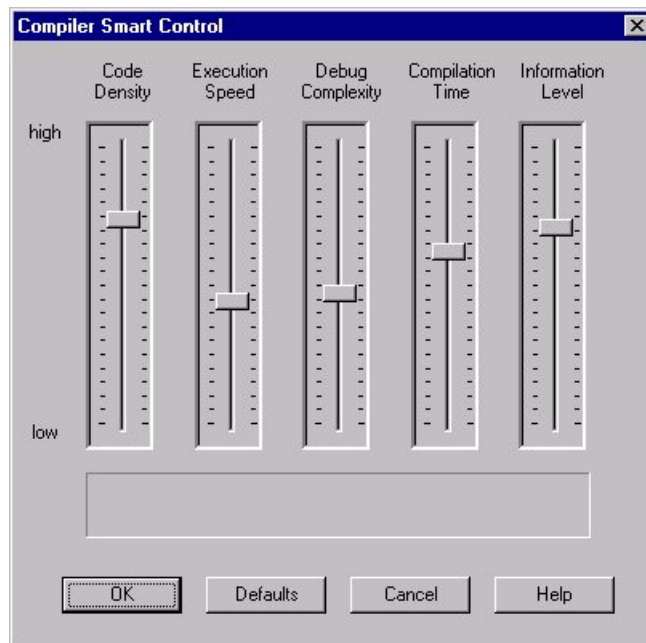 Compiler Smart Control
Code Execution Debug Compilation Information
Density Speed Complexity Time Level
high
low
OK Defaults Cancel Help